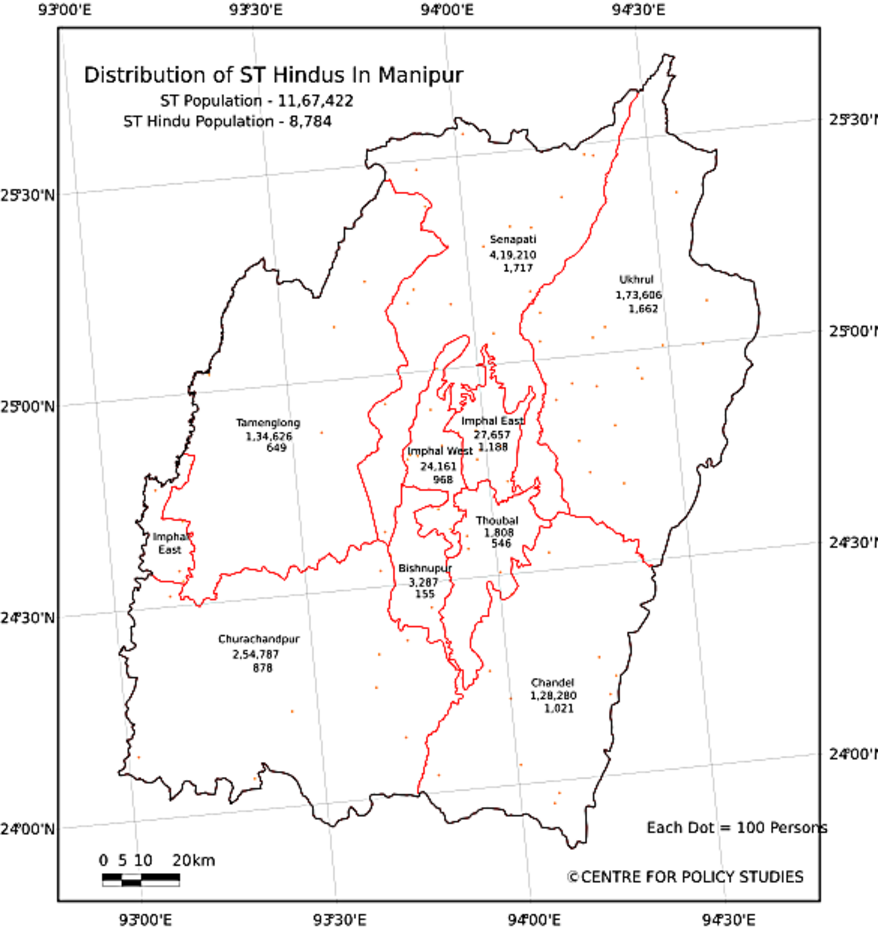 93°00'E 93°30'E 94°00'E 94°30'E
Distribution of ST Hindus In Manipur
ST Population - 11,67,422
ST Hindu Population - 8,784
25°30'N
25°30'N
Senapati
4,19,210
1,717
Ukhrul
1,73,606
1,662
25°00'N
25°00'N
Tamenglong
1,34,626
649
Imphal East
27,657
1,188
Imphal West
24,161
968
Thoubal
1,808
546
Imphal
East
24°30'N
Bishnupur
3,287
155
24°30'N
Churachandpur
2,54,787
878
Chandel
1,28,280
1,021
24°00'N
24°00'N
Each Dot = 100 Persons
0 5 10 20km
©CENTRE FOR POLICY STUDIES
93°00'E 93°30'E 94°00'E 94°30'E